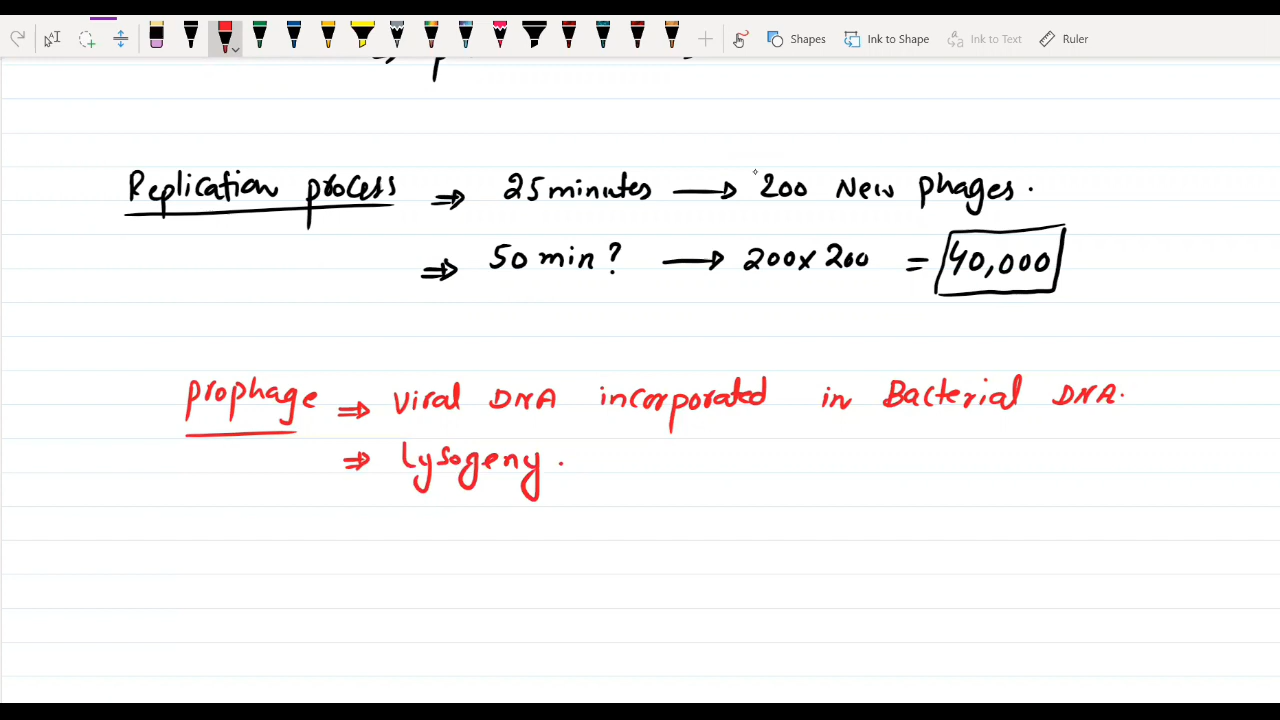 Shapes Ink to Shape Ink to Text Ruler
Replication process ⇒ 25 minutes → 200 New phages.
⇒ 50 min? → 200 x 200 = 40,000
prophage ⇒ viral DNA incorporated in Bacterial DNA.
⇒ Lysogeny.